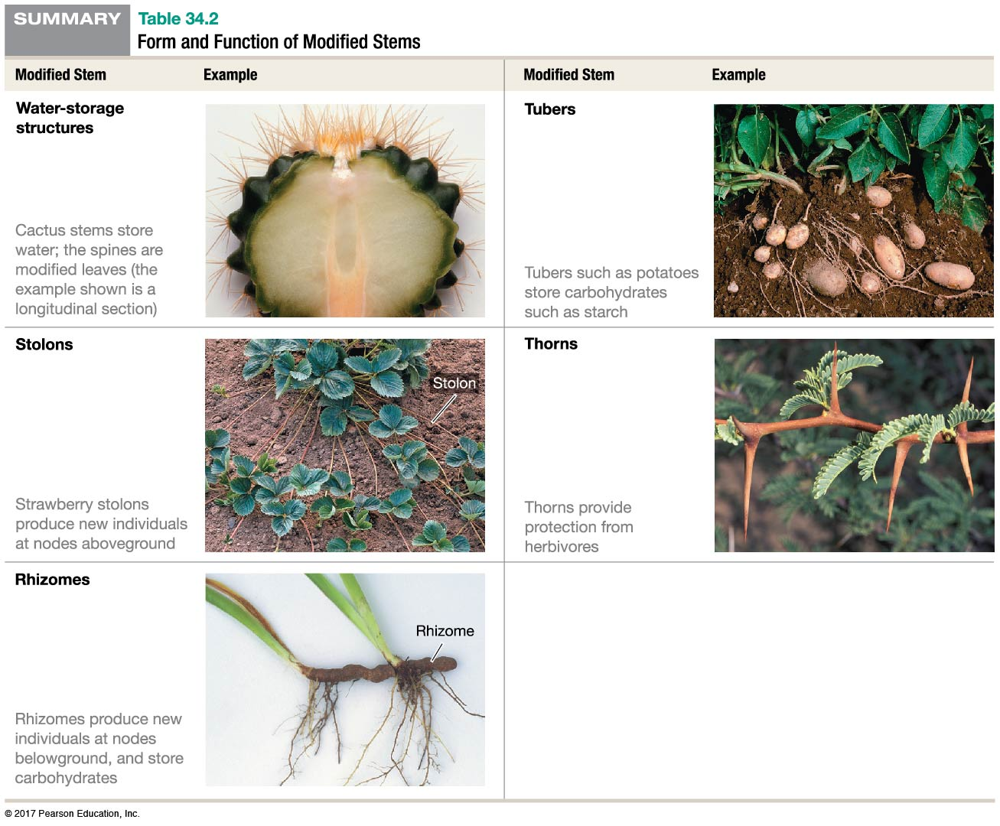 SUMMARY
Table 34.2
Form and Function of Modified Stems
Modified Stem
Example
Modified Stem
Example
Water-storage
structures
Cactus stems store
water; the spines are
modified leaves (the
example shown is a
longitudinal section)
Tubers
Tubers such as potatoes
store carbohydrates
such as starch
Stolons
Stolon
Strawberry stolons
produce new individuals
at nodes aboveground
Thorns
Thorns provide
protection from
herbivores
Rhizomes
Rhizome
Rhizomes produce new
individuals at nodes
belowground, and store
carbohydrates
© 2017 Pearson Education, Inc.